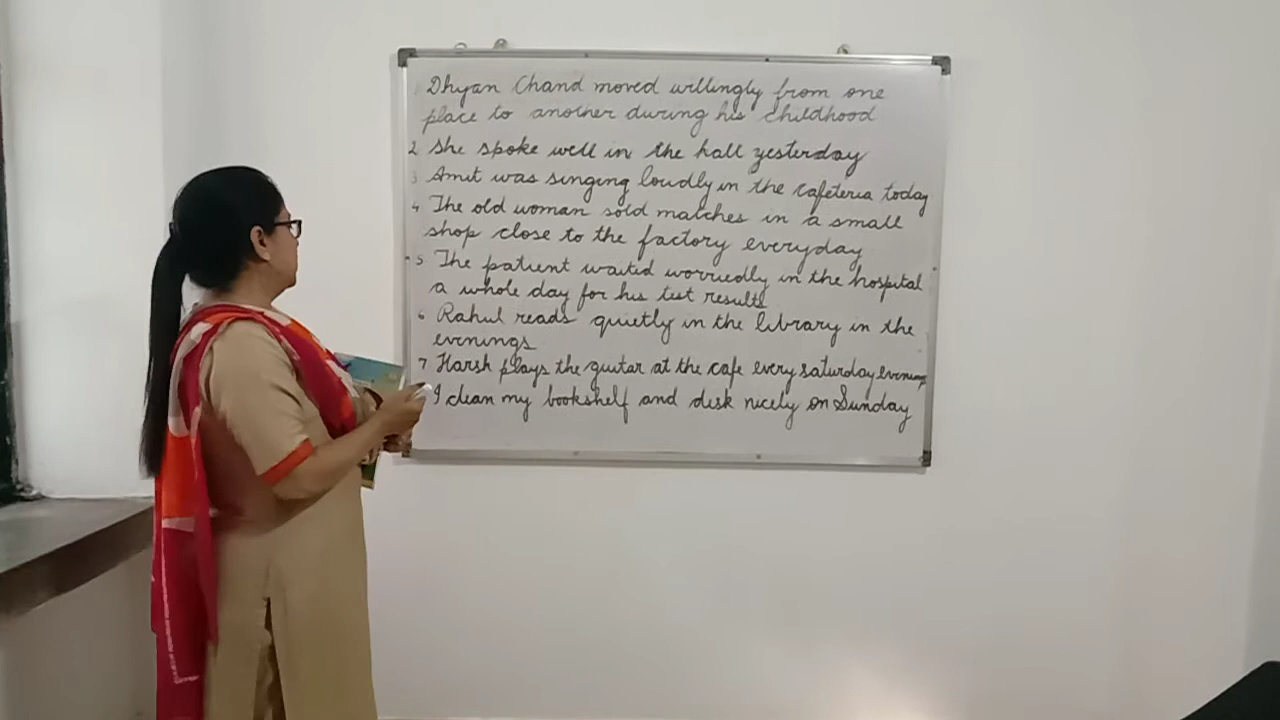 1 Dhyan Chand moved willingly from one
place to another during his childhood
2 She spoke well in the hall yesterday
3 Amit was singing loudly in the cafeteria today
4 The old woman sold matches in a small
shop close to the factory everyday
5 The patient waited worriedly in the hospital
a whole day for his test results
6 Rahul reads quietly in the library in the
evenings
7 Harsh plays the guitar at the cafe every saturday evening
I clean my bookshelf and desk nicely on Sunday